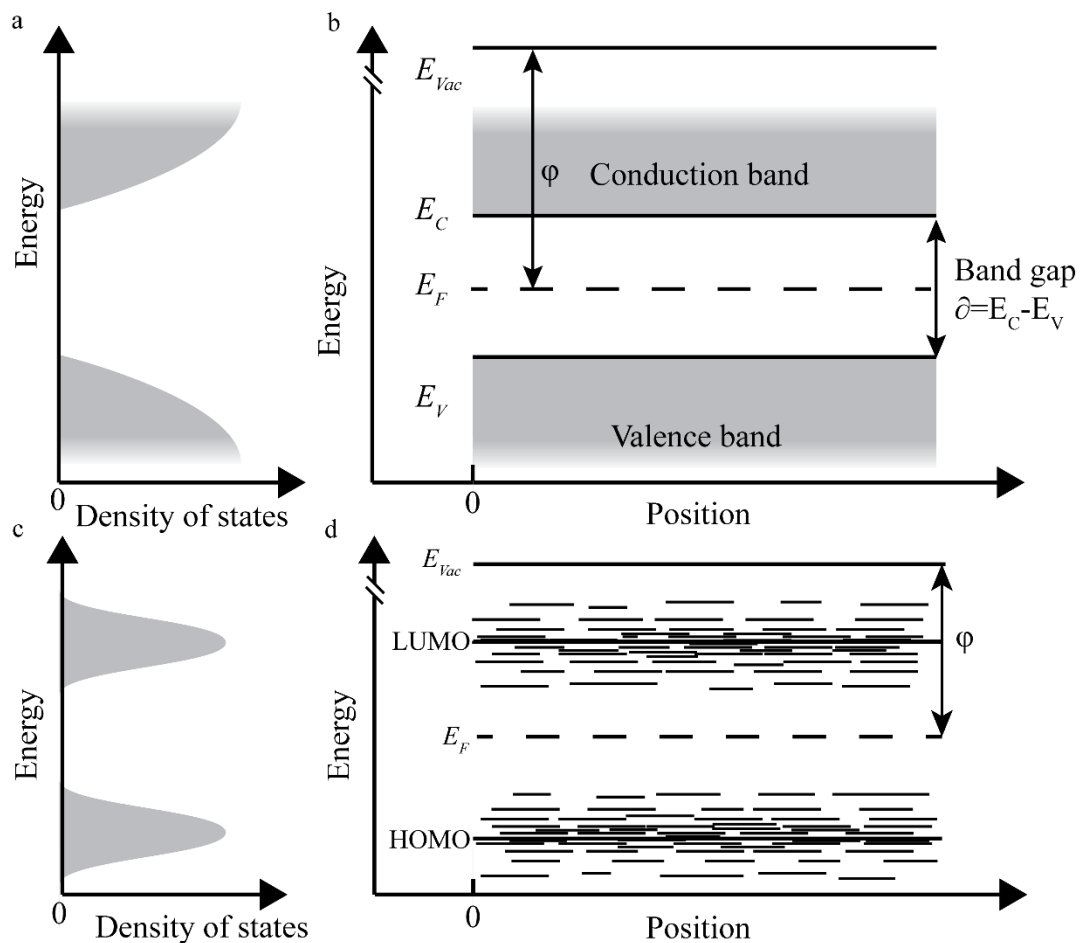 a
Energy
0
Density of states
b
Energy
E_Vac
φ
Conduction band
E_C
E_F
Band gap
∂=E_C-E_V
E_V
Valence band
0
Position
c
Energy
0
Density of states
d
Energy
E_Vac
LUMO
φ
E_F
HOMO
0
Position